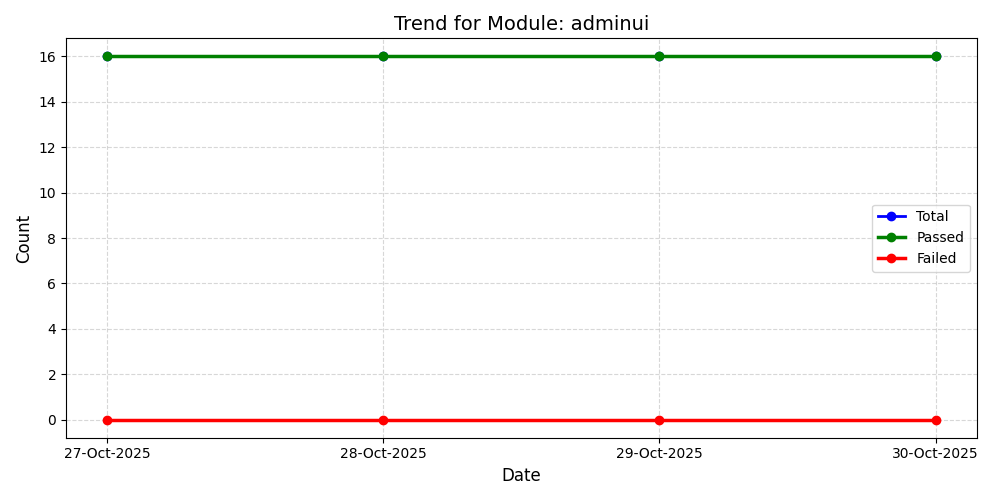 Trend for Module: adminui
16
14
12
10
8
6
4
2
0
Count
Total
Passed
Failed
27-Oct-2025 28-Oct-2025 29-Oct-2025 30-Oct-2025
Date